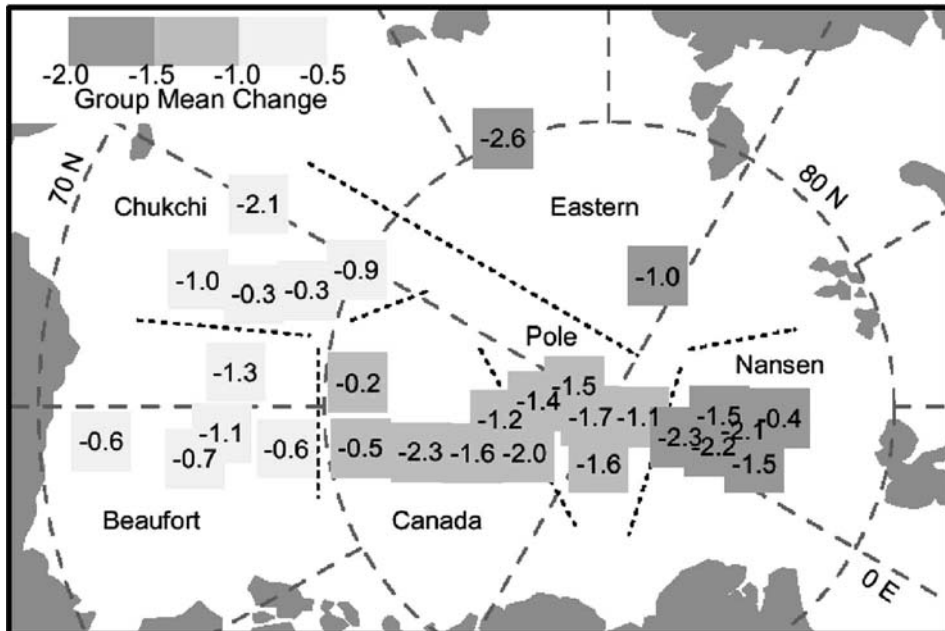 -2.0 -1.5 -1.0 -0.5
Group Mean Change
-2.6
70 N
80 N
Chukchi
-2.1
Eastern
-1.0
-0.3
-0.3
-0.9
-1.0
Pole
Nansen
-1.3
-0.2
-1.5
-1.4
-1.2
-1.7
-1.1
-1.5
-0.4
-2.1
-2.3
-2.2
-1.5
-0.6
-1.1
-0.7
-0.6
-0.5
-2.3
-1.6
-2.0
-1.6
Beaufort
Canada
0 E